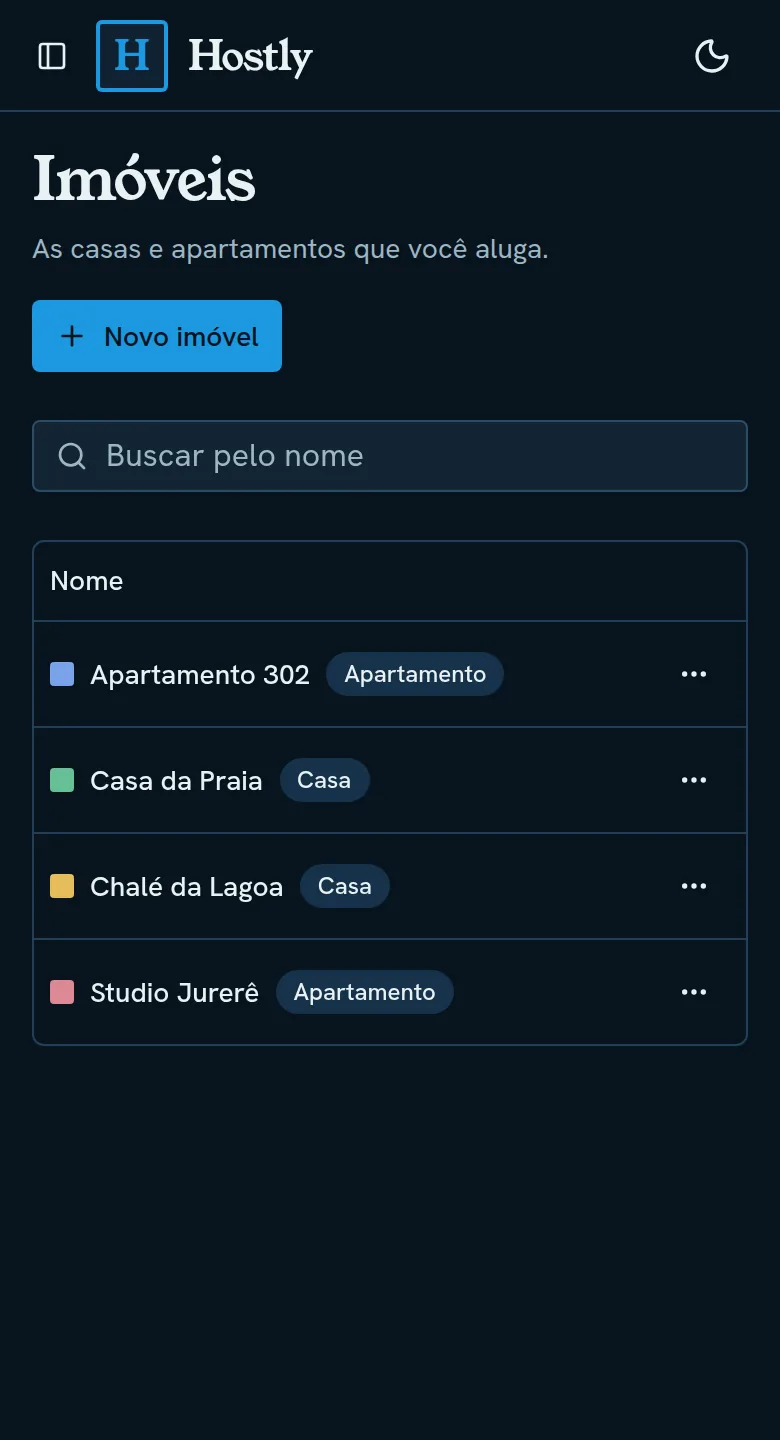 H Hostly
Imóveis
As casas e apartamentos que você aluga.
Novo imóvel
Buscar pelo nome
Nome
Apartamento 302 Apartamento
Casa da Praia Casa
Chalé da Lagoa Casa
Studio Jurerê Apartamento